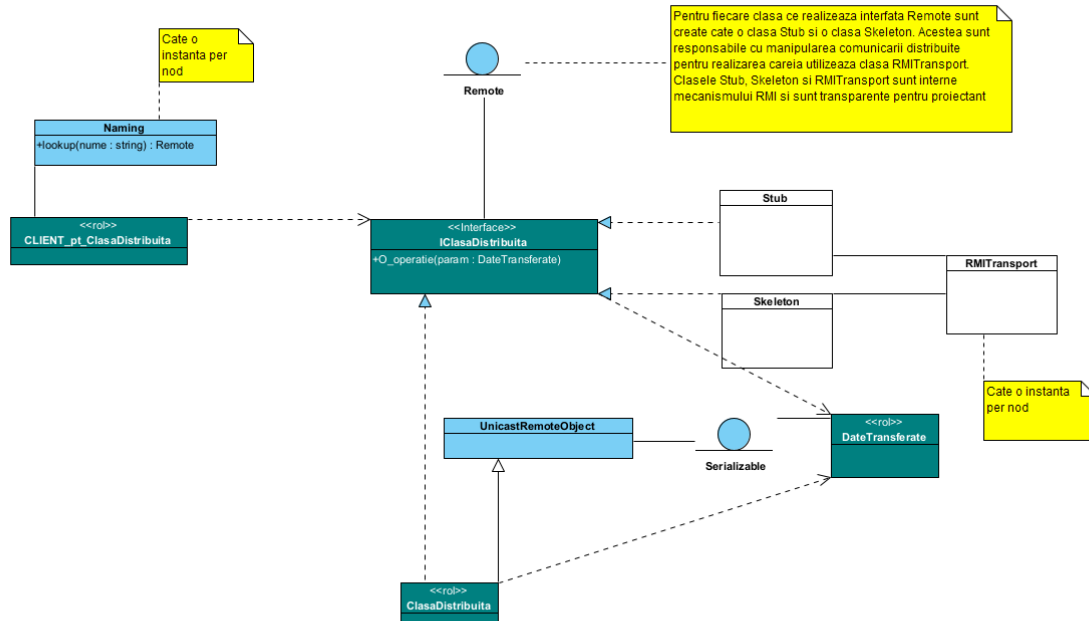 Cate o
instanta per
nod
Pentru fiecare clasa ce realizeaza interfata Remote sunt
create cate o clasa Stub si o clasa Skeleton. Acestea sunt
responsabile cu manipularea comunicarii distribuite
pentru realizarea careia utilizeaza clasa RMITransport.
Clasele Stub, Skeleton si RMITransport sunt interne
mecanismului RMI si sunt transparente pentru proiectant
Remote
Naming
+lookup(nume : string) : Remote
<<rol>>
CLIENT_pt_ClasaDistribuita
<<Interface>>
IClasaDistribuita
+O_operatie(param : DateTransferate)
Stub
RMITransport
Skeleton
Cate o instanta
per nod
UnicastRemoteObject
Serializable
<<rol>>
DateTransferate
<<rol>>
ClasaDistribuita